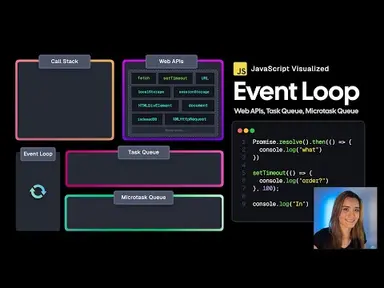 Call Stack
Web APIs
fetch
setTimeout
URL
localStorage
sessionStorage
HTMLDivElement
document
indexedDB
XMLHttpRequest
Event Loop
Task Queue
Microtask Queue
JS
JavaScript Visualized
Event Loop
Web APIs, Task Queue, Microtask Queue
1 Promise.resolve().then(() => {
2 console.log("what")
3 })
4
5 setTimeout(() => {
6 console.log("order?")
7 }, 100);
8
9 console.log("In")